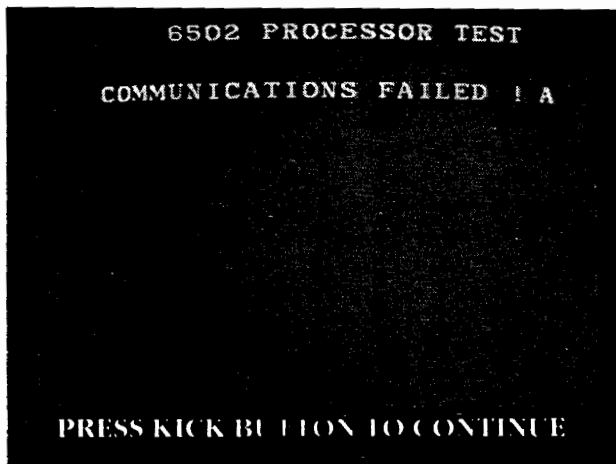 6502 PROCESSOR TEST
COMMUNICATIONS FAILED ! A
PRESS KICK BUTTON TO CONTINUE